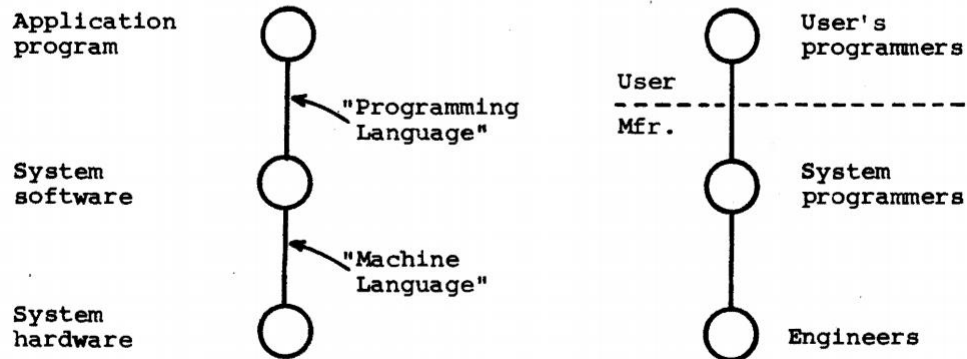 Application
program
"Programming
Language"
System
software
"Machine
Language"
System
hardware
User's
programmers
User
Mfr.
System
programmers
Engineers